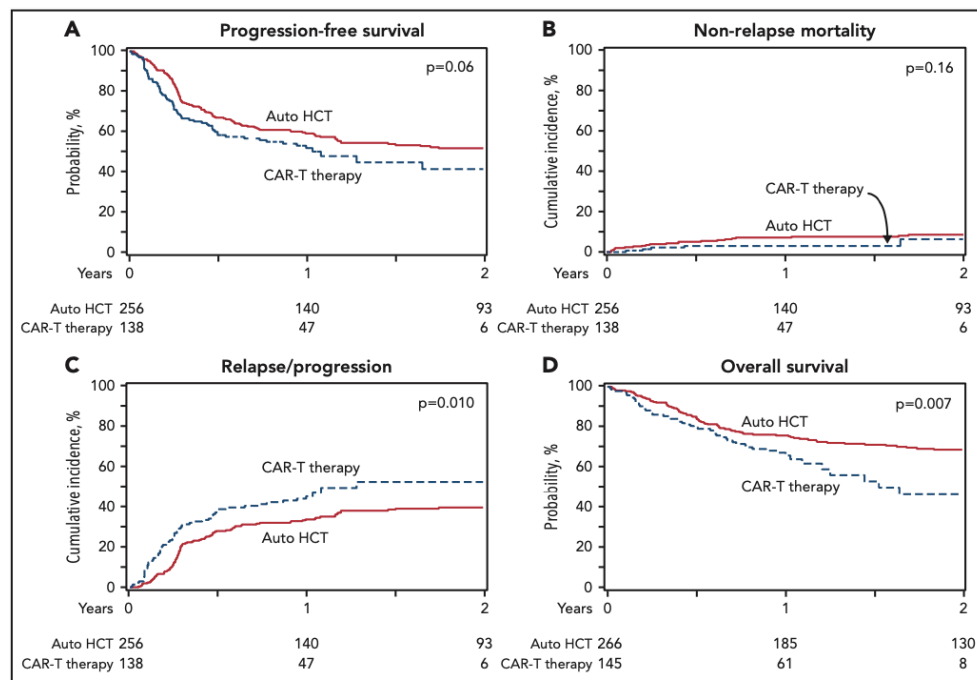 A Progression-free survival
100
80
60
40
20
0
Probability, %
p=0.06
Auto HCT
CAR-T therapy
Years 0 1 2
Auto HCT 256 140 93
CAR-T therapy 138 47 6
B Non-relapse mortality
100
80
60
40
20
0
Cumulative incidence, %
p=0.16
CAR-T therapy
Auto HCT
Years 0 1 2
Auto HCT 256 140 93
CAR-T therapy 138 47 6
C Relapse/progression
100
80
60
40
20
0
Cumulative incidence, %
p=0.010
CAR-T therapy
Auto HCT
Years 0 1 2
Auto HCT 256 140 93
CAR-T therapy 138 47 6
D Overall survival
100
80
60
40
20
0
Probability, %
p=0.007
Auto HCT
CAR-T therapy
Years 0 1 2
Auto HCT 266 185 130
CAR-T therapy 145 61 8